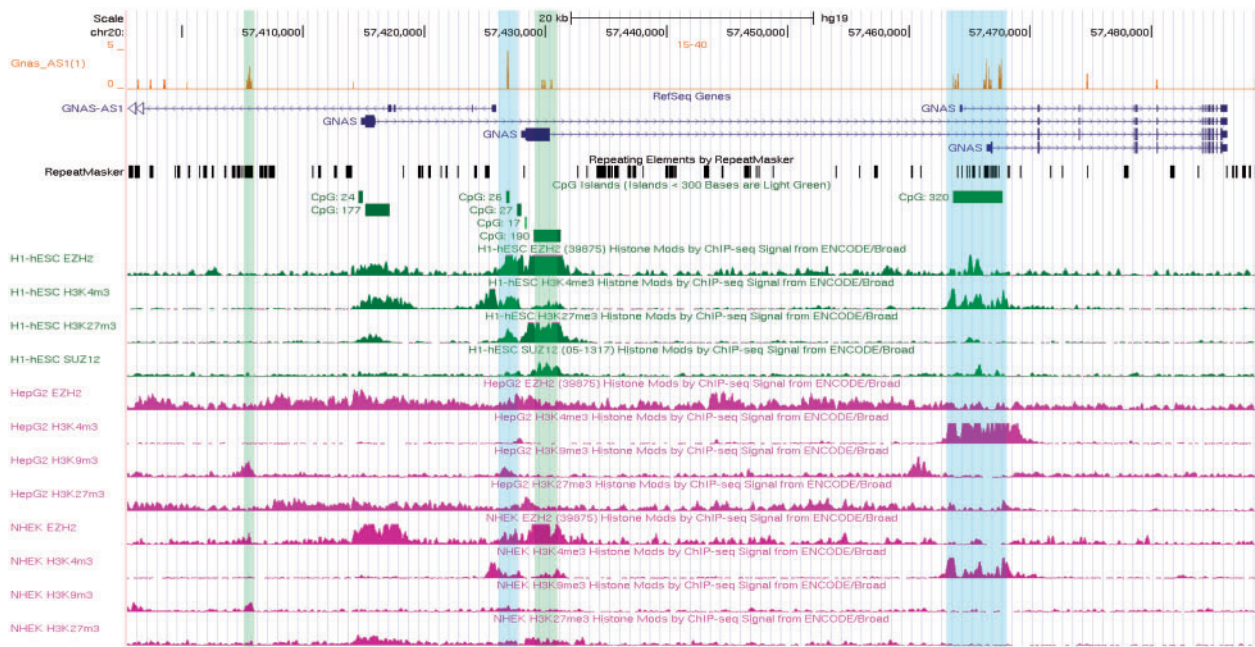 Scale 20 kb hg19
chr20: 57,410,000 57,420,000 57,430,000 57,440,000 57,450,000 57,460,000 57,470,000 57,480,000
5 15-40
Gnas_AS1(1)
0
RefSeq Genes
GNAS-AS1 GNAS
GNAS
GNAS
GNAS
Repeating Elements by RepeatMasker
RepeatMasker
CpG Islands (Islands < 300 Bases are Light Green)
CpG: 24 CpG: 26 CpG: 320
CpG: 177 CpG: 27
CpG: 17
CpG: 190
H1-hESC EZH2 (39875) Histone Mods by ChIP-seq Signal from ENCODE/Broad
H1-hESC EZH2
H1-hESC H3K4me3 Histone Mods by ChIP-seq Signal from ENCODE/Broad
H1-hESC H3K4m3
H1-hESC H3K27me3 Histone Mods by ChIP-seq Signal from ENCODE/Broad
H1-hESC H3K27m3
H1-hESC SUZ12 (05-1317) Histone Mods by ChIP-seq Signal from ENCODE/Broad
H1-hESC SUZ12
HepG2 EZH2 (39875) Histone Mods by ChIP-seq Signal from ENCODE/Broad
HepG2 EZH2
HepG2 H3K4me3 Histone Mods by ChIP-seq Signal from ENCODE/Broad
HepG2 H3K4m3
HepG2 H3K9me3 Histone Mods by ChIP-seq Signal from ENCODE/Broad
HepG2 H3K9m3
HepG2 H3K27me3 Histone Mods by ChIP-seq Signal from ENCODE/Broad
HepG2 H3K27m3
NHEK EZH2 (39875) Histone Mods by ChIP-seq Signal from ENCODE/Broad
NHEK EZH2
NHEK H3K4me3 Histone Mods by ChIP-seq Signal from ENCODE/Broad
NHEK H3K4m3
NHEK H3K9me3 Histone Mods by ChIP-seq Signal from ENCODE/Broad
NHEK H3K9m3
NHEK H3K27me3 Histone Mods by ChIP-seq Signal from ENCODE/Broad
NHEK H3K27m3